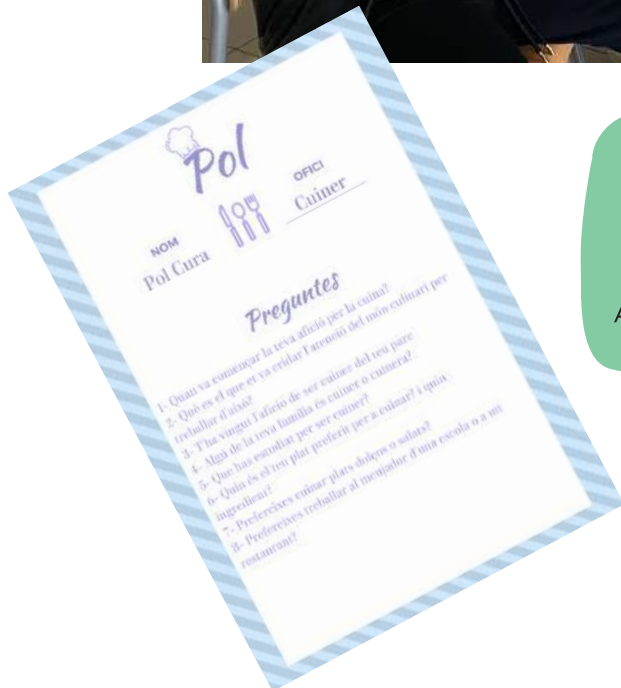 Pol
NOM
Pol Cura
OFICI
Cuiner
Preguntes
1- Quan va començar la teva afició per la cuina?
2- Què es el que et va cridar l'atenció del món culinari per
treballar d'això?
3- T'ha vingut l'afició de ser cuiner del teu pare
4- Algú de la teva família és cuiner o cuinera?
5- Que has estudiat per ser cuiner?
6- Quin és el teu plat preferit per a cuinar? i quin
ingredient?
7- Prefereixes cuinar plats dolços o salats?
8- Prefereixes treballar al menjador d'una escola o a un
restaurant?
A